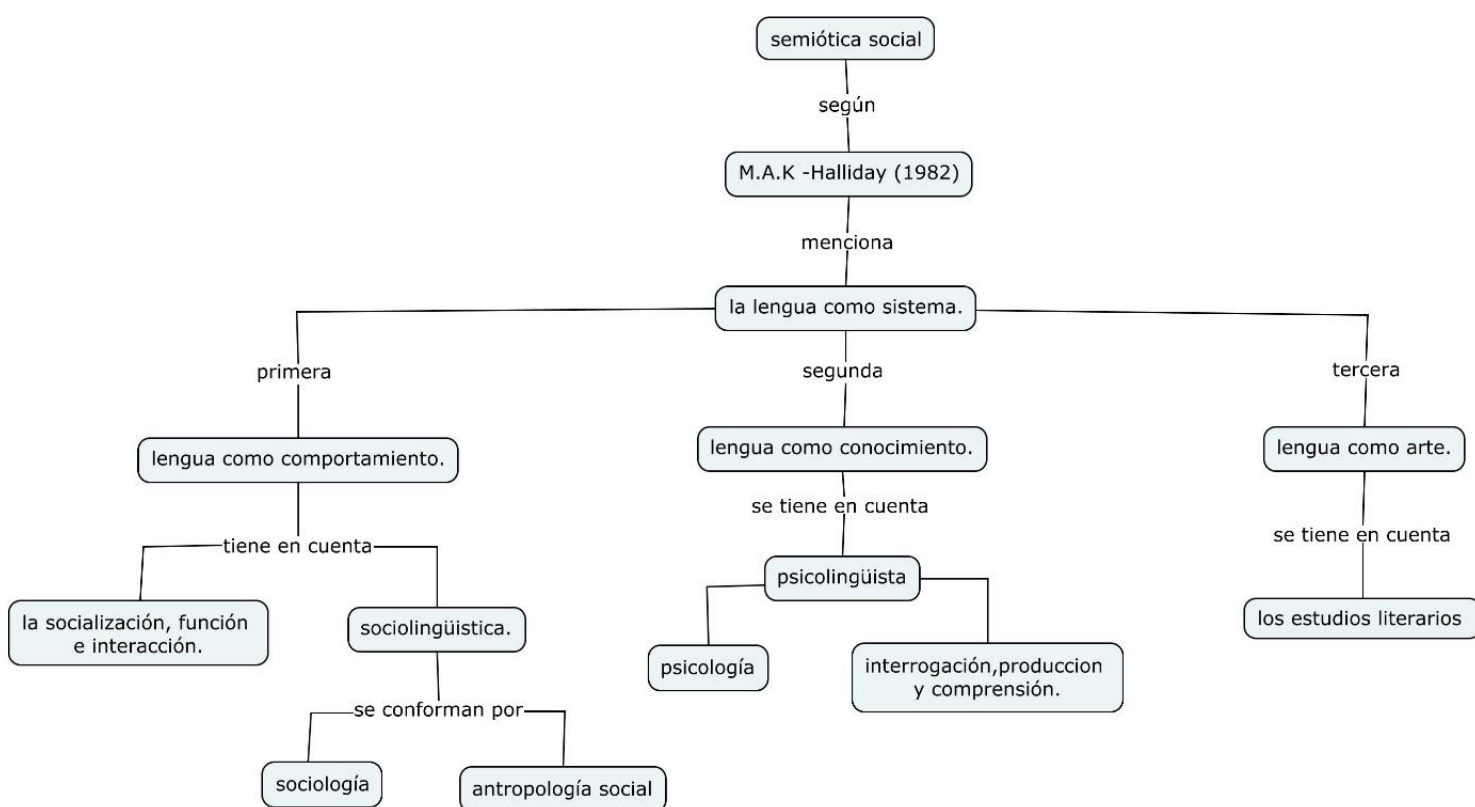 semiótica social
según
M.A.K -Halliday (1982)
menciona
la lengua como sistema.
primera
segunda
tercera
lengua como comportamiento.
lengua como conocimiento.
lengua como arte.
se tiene en cuenta
se tiene en cuenta
tiene en cuenta
psicolingüista
la socialización, función
e interacción.
sociolingüistica.
los estudios literarios
psicología
interrogación,produccion
y comprensión.
se conforman por
sociología
antropología social